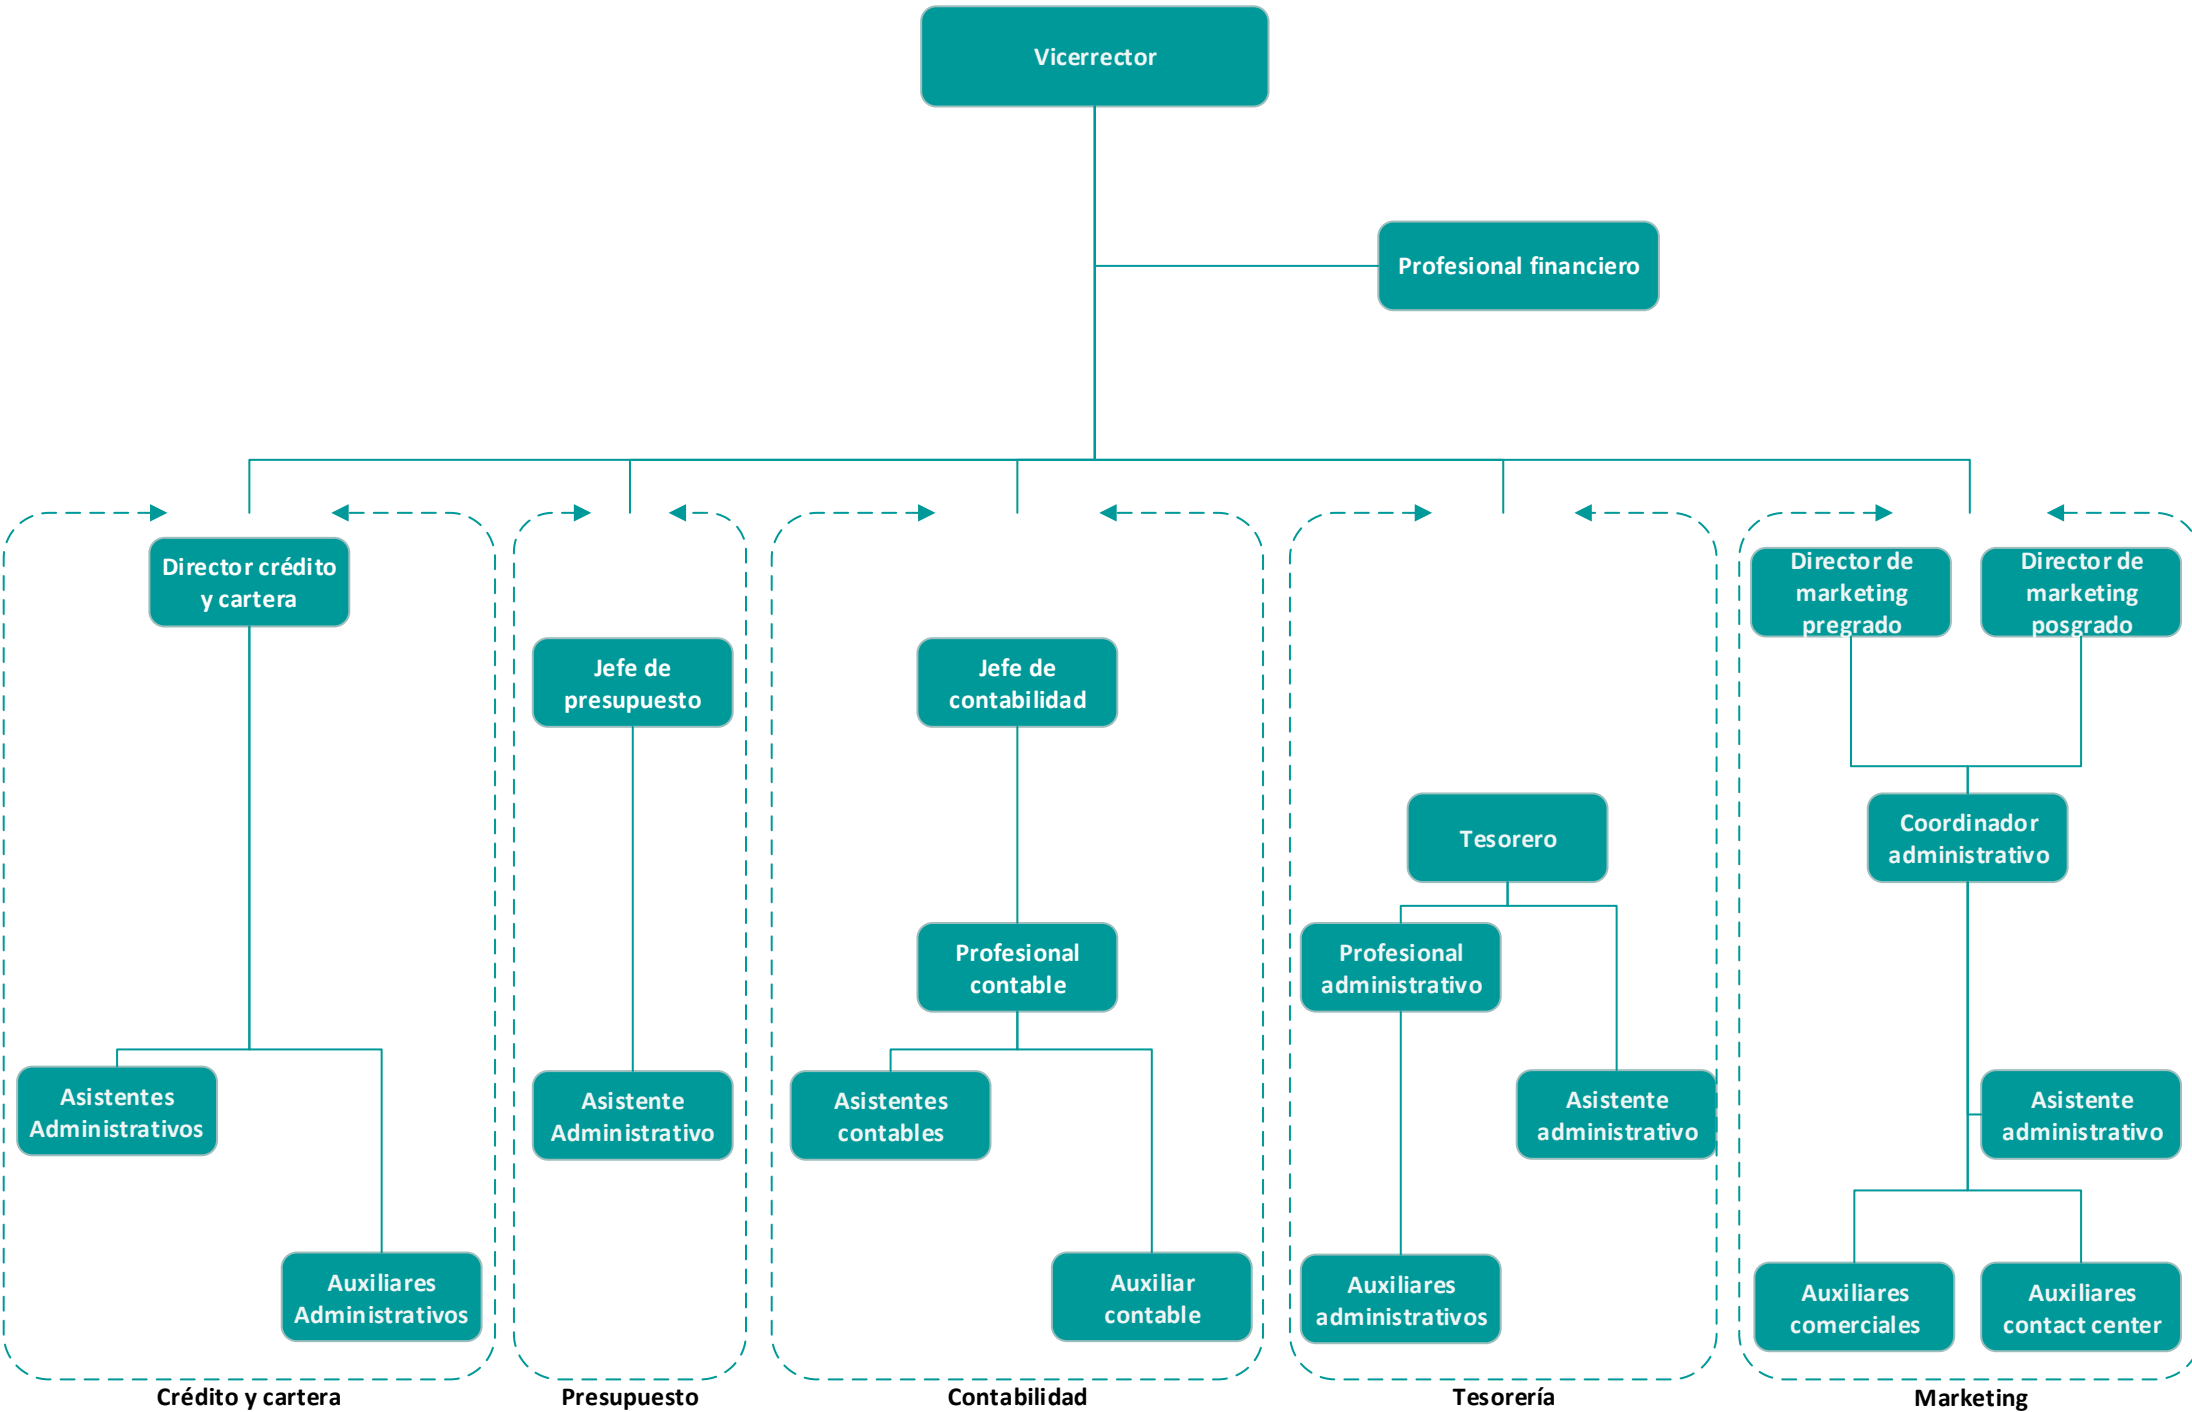 Vicerrector
Profesional financiero
Director crédito
y cartera
Director de
marketing
pregrado
Director de
marketing
posgrado
Jefe de
presupuesto
Jefe de
contabilidad
Tesorero
Coordinador
administrativo
Profesional
contable
Profesional
administrativo
Asistentes
Administrativos
Asistente
Administrativo
Asistentes
contables
Asistente
administrativo
Asistente
administrativo
Auxiliares
Administrativos
Auxiliar
contable
Auxiliares
administrativos
Auxiliares
comerciales
Auxiliares
contact center
Crédito y cartera
Presupuesto
Contabilidad
Tesorería
Marketing